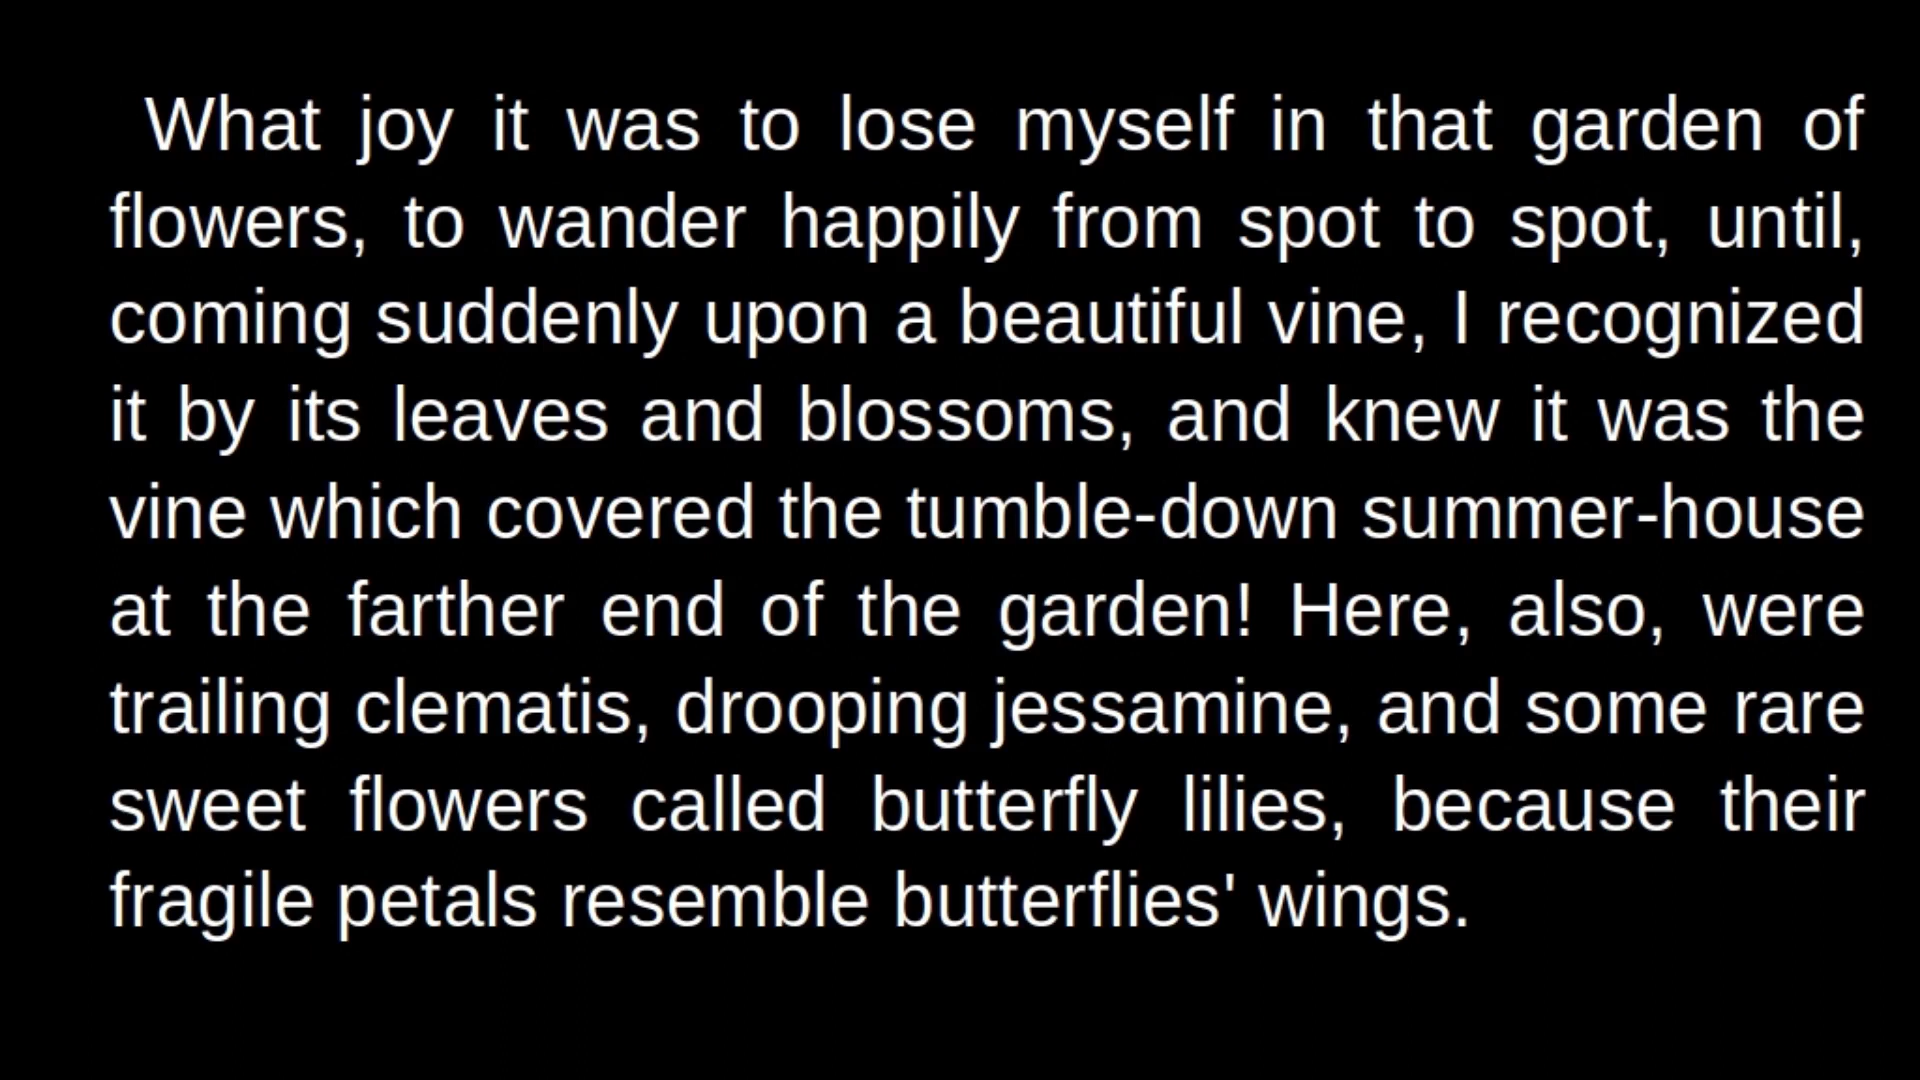 What joy it was to lose myself in that garden of
flowers, to wander happily from spot to spot, until,
coming suddenly upon a beautiful vine, I recognized
it by its leaves and blossoms, and knew it was the
vine which covered the tumble-down summer-house
at the farther end of the garden! Here, also, were
trailing clematis, drooping jessamine, and some rare
sweet flowers called butterfly lilies, because their
fragile petals resemble butterflies' wings.